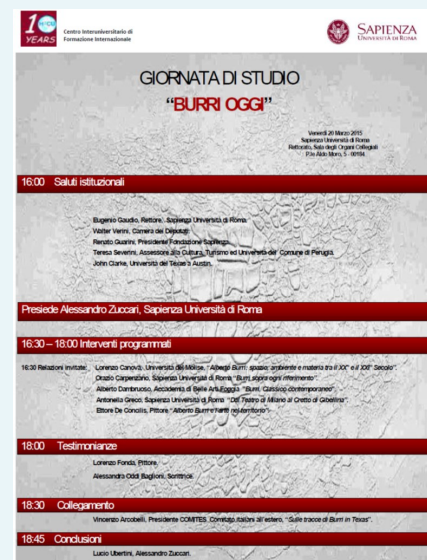 10 YEARS
Centro Interuniversitario di
Formazione Internazionale
SAPIENZA
UNIVERSITÀ DI ROMA
GIORNATA DI STUDIO
“BURRI OGGI”
Venerdì 20 Marzo 2015
Sapienza Università di Roma
Rettorato, Sala degli Organi Collegiali
P.le Aldo Moro, 5 - 00184
16:00 Saluti istituzionali
Eugenio Gaudio, Rettore, Sapienza Università di Roma
Walter Verini, Camera dei Deputati
Renato Guarini, Presidente Fondazione Sapienza
Teresa Severini, Assessore alla Cultura, Turismo ed Università del Comune di Perugia
John Clarke, Università del Texas a Austin
Presiede Alessandro Zuccari, Sapienza Università di Roma
16:30 – 18:00 Interventi programmati
16:30 Relazioni invitate: Lorenzo Canova, Università del Molise, “Alberto Burri: spazio, ambiente e materia tra il XX° e il XXI° Secolo”.
Orazio Carpenzano, Sapienza Università di Roma “Burri sopra ogni riferimento”.
Alberto Dambruoso, Accademia di Belle Arti Foggia “Burri, Classico contemporaneo”.
Antonella Greco, Sapienza Università di Roma “Dal Teatro di Milano al Cretto di Gibellina”.
Ettore De Conciliis, Pittore “Alberto Burri e l'arte nel territorio”.
18:00 Testimonianze
Lorenzo Fonda, Pittore,
Alessandra Oddi Baglioni, Scrittrice.
18:30 Collegamento
Vincenzo Arcobelli, Presidente COMITES, Comitato italiani all'estero, “Sulle tracce di Burri in Texas”.
18:45 Conclusioni
Lucio Ubertini, Alessandro Zuccari.